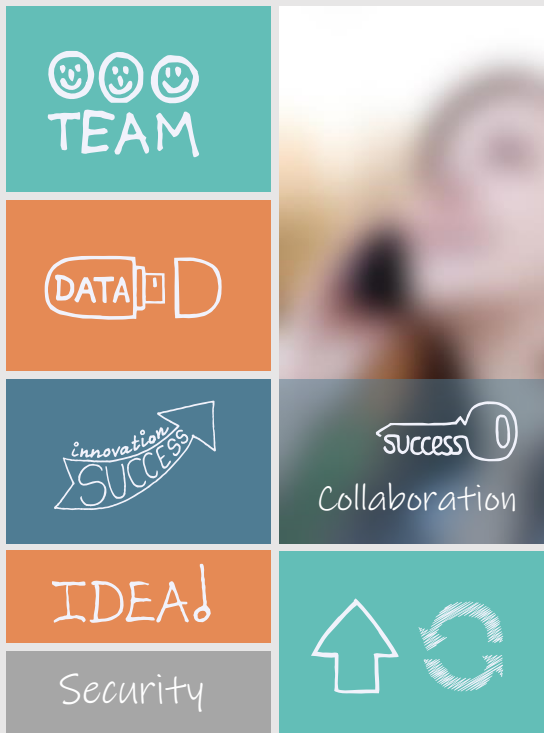 TEAM
DATA
innovation
SUCCESS
success
Collaboration
IDEA!
Security